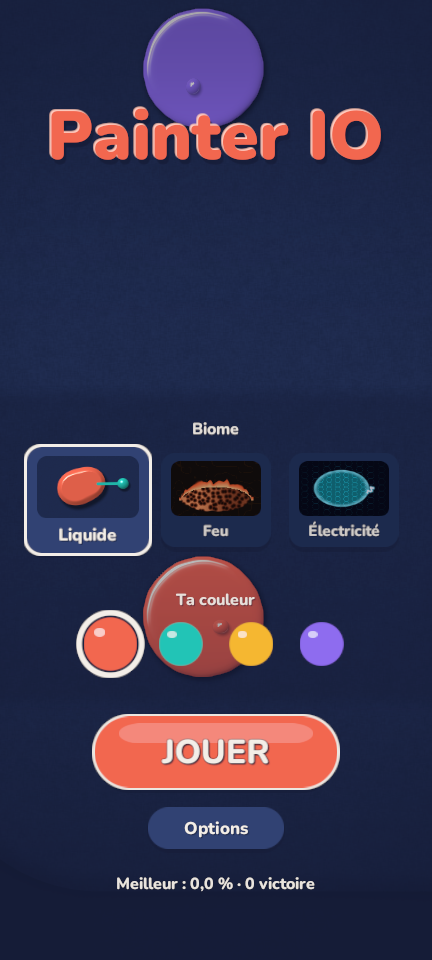 Painter IO
Biome
Liquide
Feu
Électricité
Ta couleur
JOUER
Options
Meilleur : 0,0 % · 0 victoire